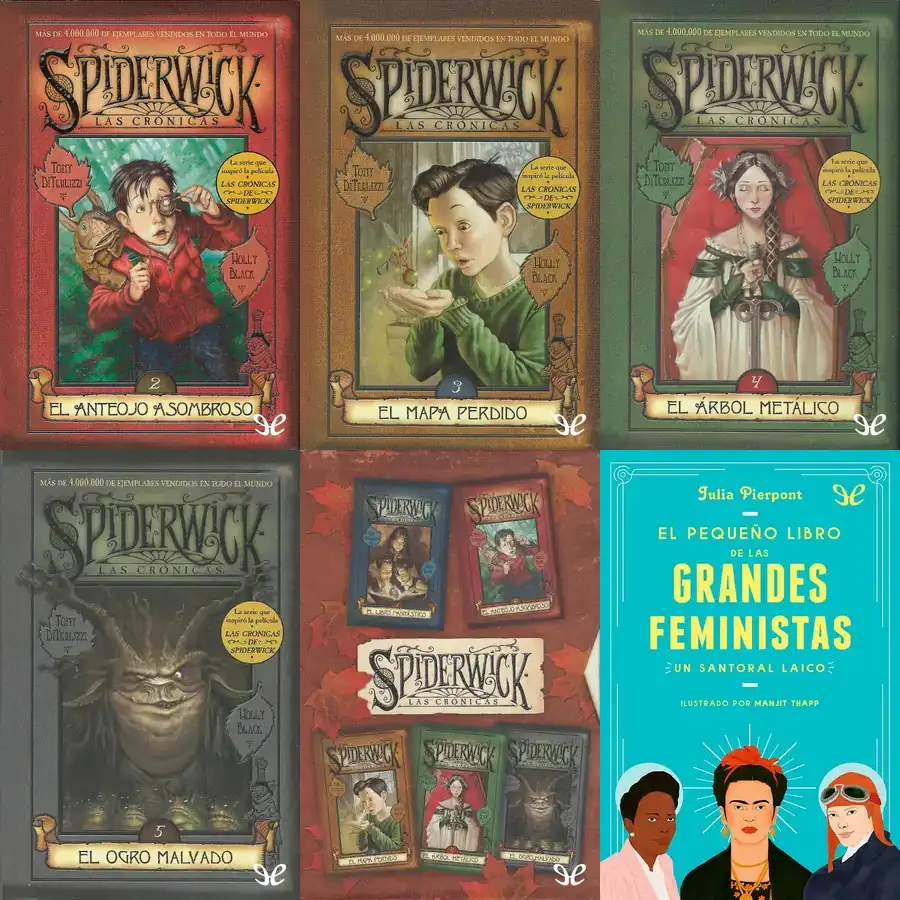 MÁS DE 4.000.000 DE EJEMPLARES VENDIDOS EN TODO EL MUNDO
SPIDERWICK
LAS CRÓNICAS
TONY
DITERLIZZI
La serie que
inspiró la película
LAS CRÓNICAS
DE
SPIDERWICK
HOLLY
BLACK
2
EL ANTEOJO ASOMBROSO
MÁS DE 4.000.000 DE EJEMPLARES VENDIDOS EN TODO EL MUNDO
SPIDERWICK
LAS CRÓNICAS
TONY
DITERLIZZI
La serie que
inspiró la película
LAS CRÓNICAS
DE
SPIDERWICK
HOLLY
BLACK
3
EL MAPA PERDIDO
MÁS DE 4.000.000 DE EJEMPLARES VENDIDOS EN TODO EL MUNDO
SPIDERWICK
LAS CRÓNICAS
TONY
DITERLIZZI
La serie que
inspiró la película
LAS CRÓNICAS
DE
SPIDERWICK
HOLLY
BLACK
4
EL ÁRBOL METÁLICO
MÁS DE 4.000.000 DE EJEMPLARES VENDIDOS EN TODO EL MUNDO
SPIDERWICK
LAS CRÓNICAS
TONY
DITERLIZZI
La serie que
inspiró la película
LAS CRÓNICAS
DE
SPIDERWICK
HOLLY
BLACK
5
EL OGRO MALVADO
SPIDERWICK
EL LIBRO FANTÁSTICO
SPIDERWICK
EL ANTEOJO ASOMBROSO
SPIDERWICK
LAS CRÓNICAS
SPIDERWICK
EL MAPA PERDIDO
SPIDERWICK
EL ÁRBOL METÁLICO
SPIDERWICK
EL OGRO MALVADO
Julia Pierpont
EL PEQUEÑO LIBRO
DE LAS
GRANDES
FEMINISTAS
UN SANTORAL LAICO
ILUSTRADO POR MANJIT THAPP